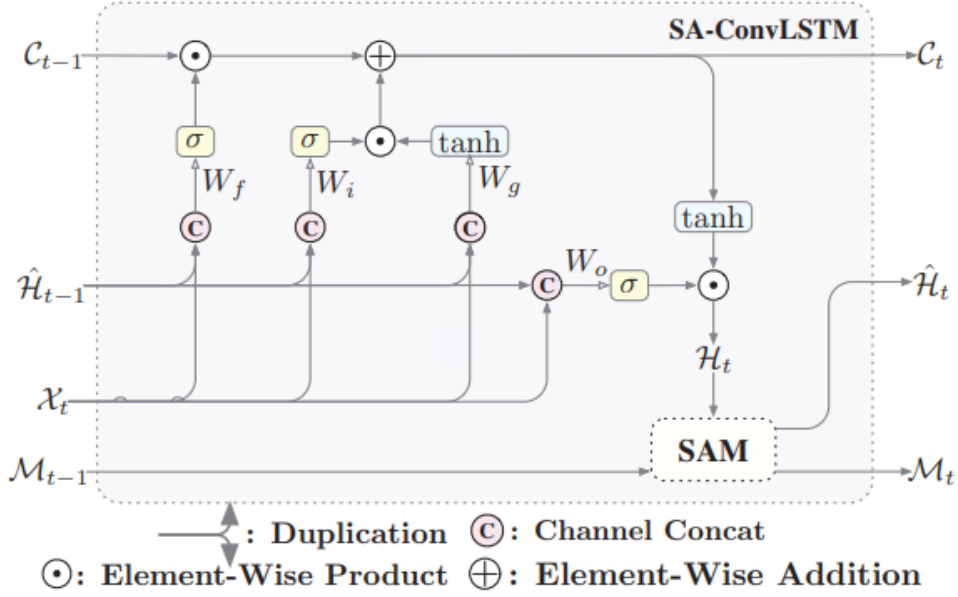 SA-ConvLSTM
C_{t-1} ⊙ ⊕ C_t
σ σ ⊙ tanh
W_f W_i W_g
C C C tanh
Ĥ_{t-1} C W_o σ ⊙ Ĥ_t
H_t
X_t
SAM
M_{t-1} M_t
: Duplication C: Channel Concat
⊙: Element-Wise Product ⊕: Element-Wise Addition